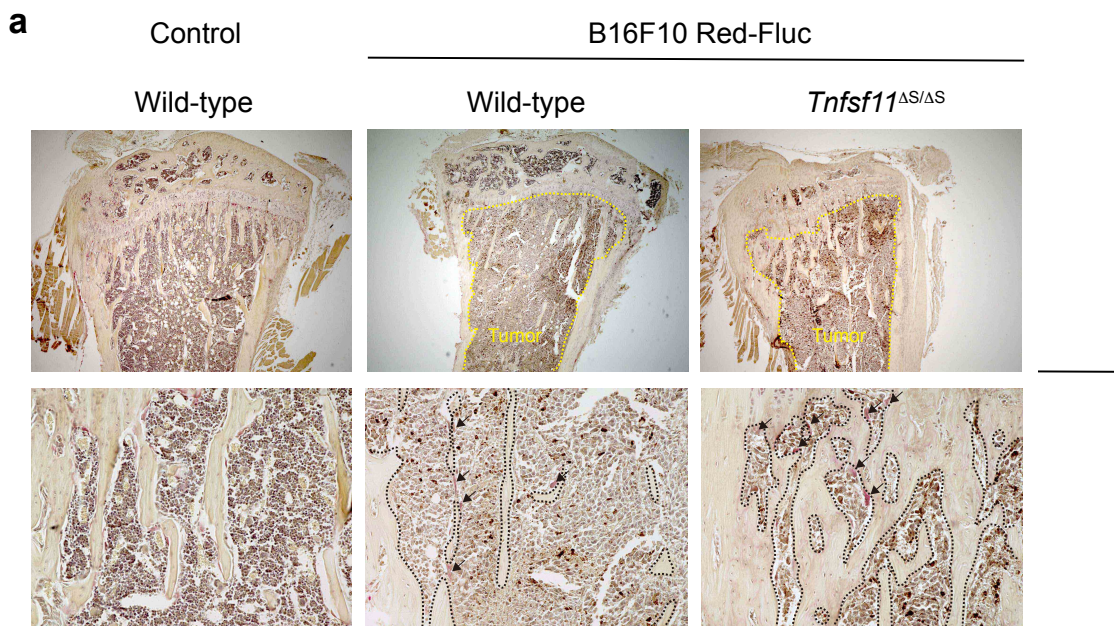 a
Control
B16F10 Red-Fluc
Wild-type
Wild-type
Tnfsf11ΔS/ΔS
Tumor
Tumor